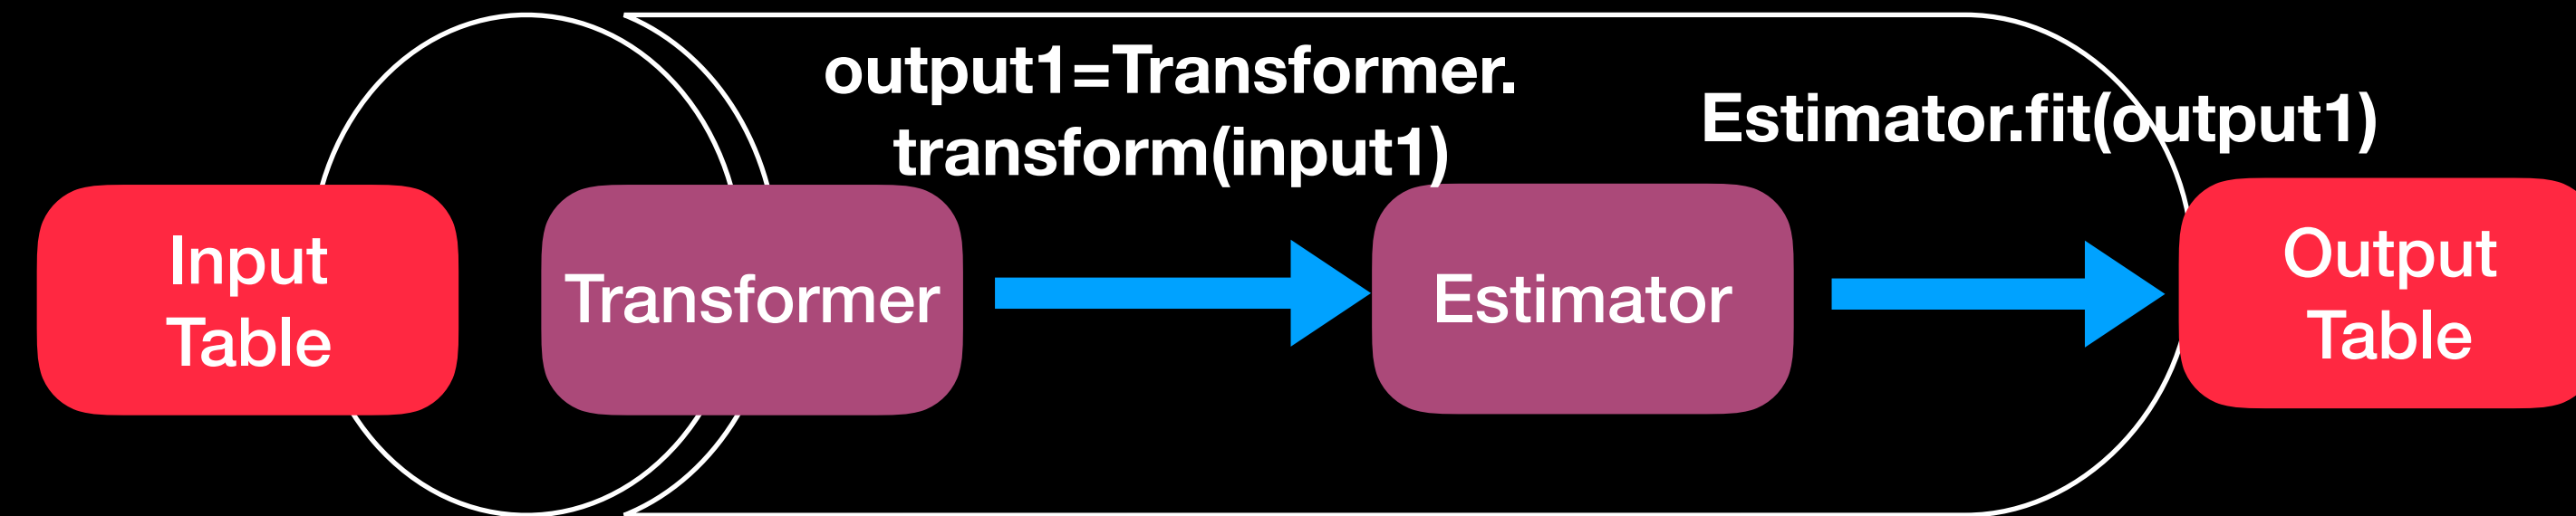 output1=Transformer.
transform(input1)
Estimator.fit(output1)
Input
Table
Transformer
Estimator
Output
Table